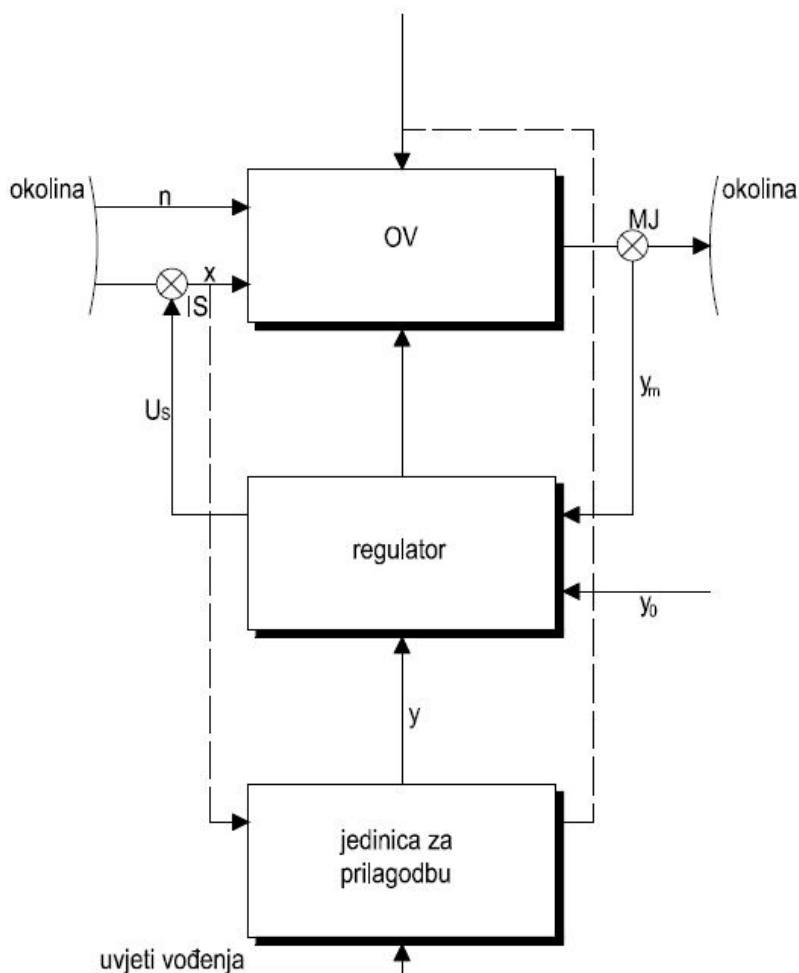 okolina
n
OV
MJ
okolina
x
IS
Us
ym
regulator
y0
y
jedinica za
prilagodbu
uvjeti vođenja